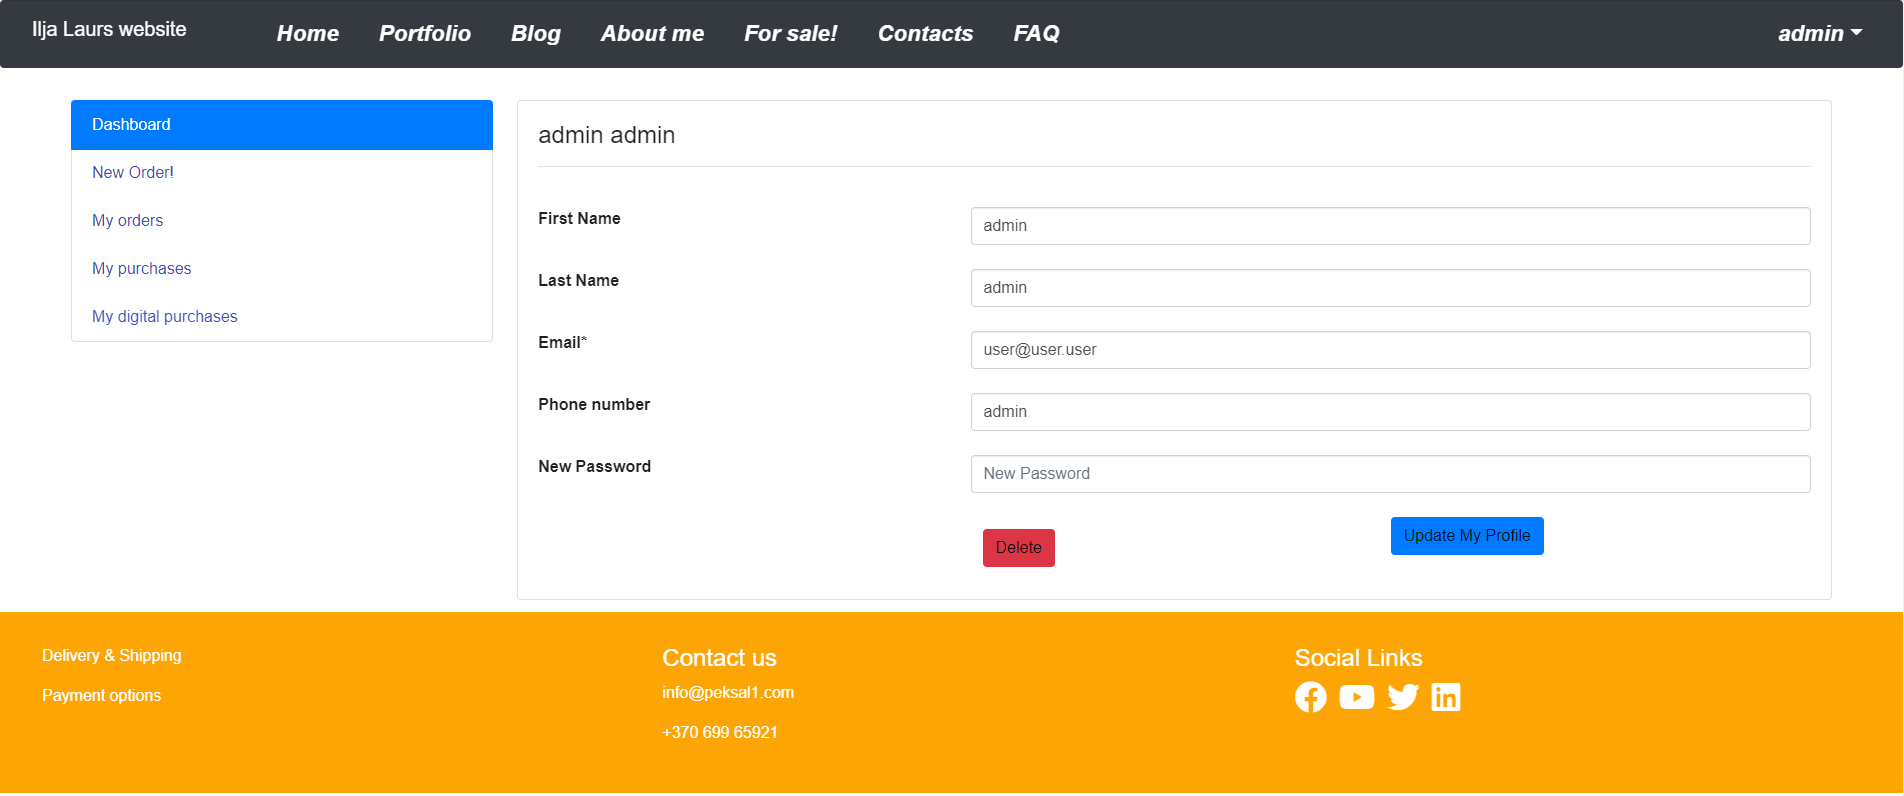 Ilja Laurs website Home Portfolio Blog About me For sale! Contacts FAQ admin
Dashboard
New Order!
My orders
My purchases
My digital purchases
admin admin
First Name admin
Last Name admin
Email* user@user.user
Phone number admin
New Password New Password
Delete Update My Profile
Delivery & Shipping
Payment options
Contact us
info@peksal1.com
+370 699 65921
Social Links